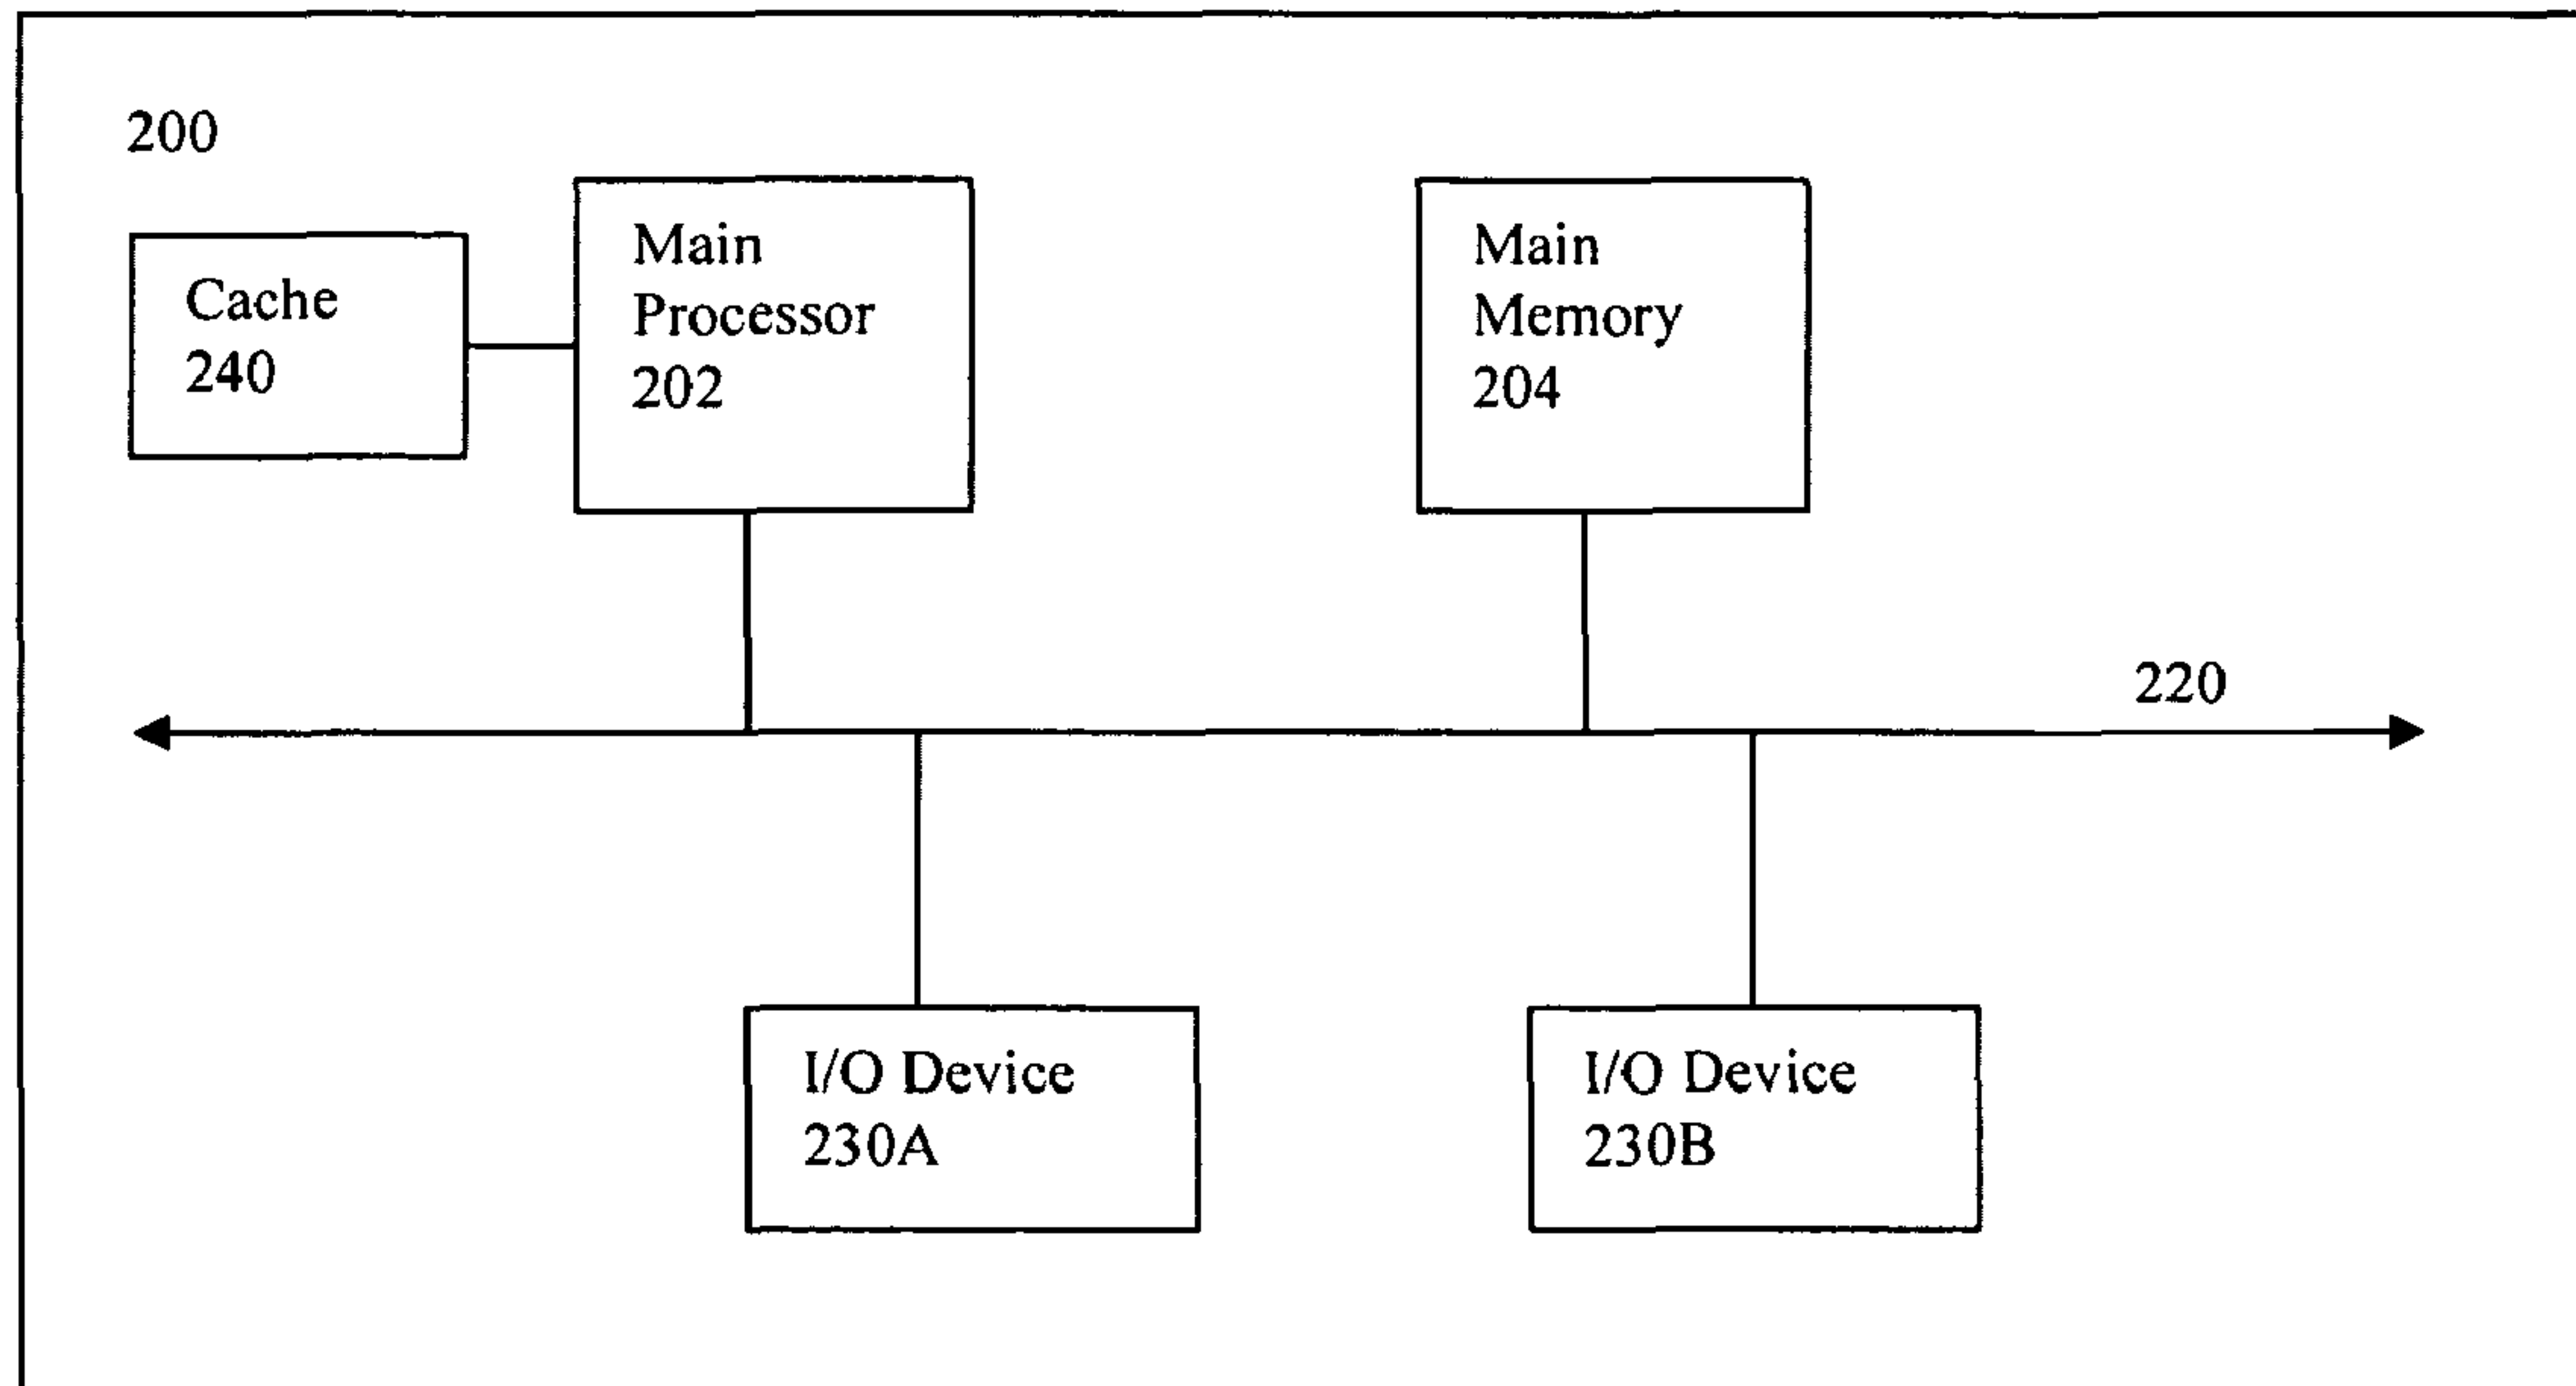 200
Cache
240
Main
Processor
202
Main
Memory
204
220
I/O Device
230A
I/O Device
230B